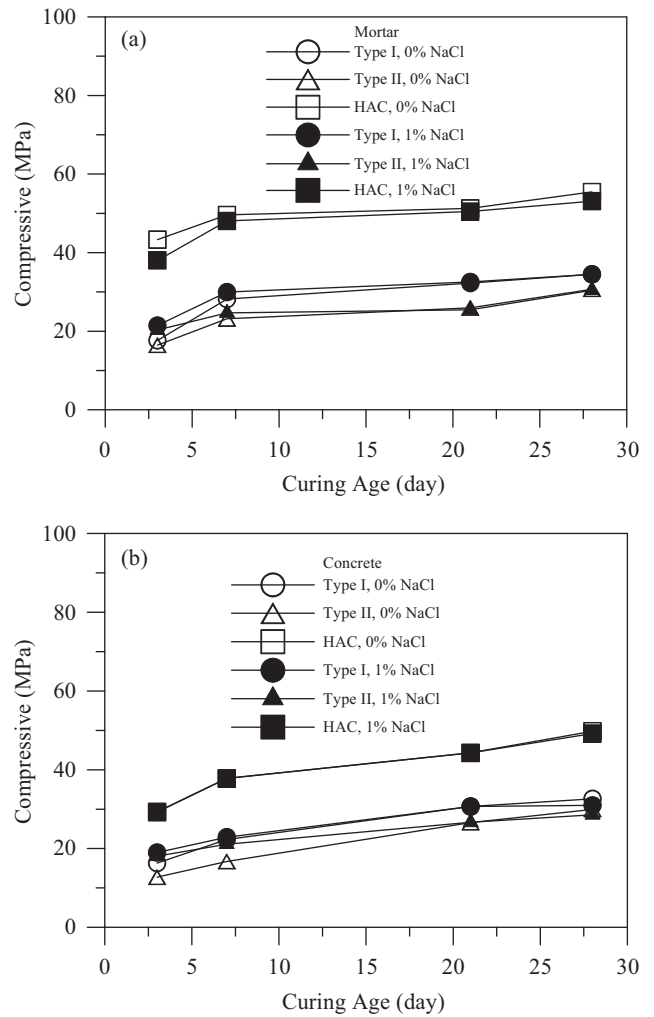 100
(a)
Mortar
Type I, 0% NaCl
Type II, 0% NaCl
HAC, 0% NaCl
Type I, 1% NaCl
Type II, 1% NaCl
HAC, 1% NaCl
80
60
40
20
0
Compressive (MPa)
0 5 10 15 20 25 30
Curing Age (day)
100
(b)
Concrete
Type I, 0% NaCl
Type II, 0% NaCl
HAC, 0% NaCl
Type I, 1% NaCl
Type II, 1% NaCl
HAC, 1% NaCl
80
60
40
20
0
Compressive (MPa)
0 5 10 15 20 25 30
Curing Age (day)